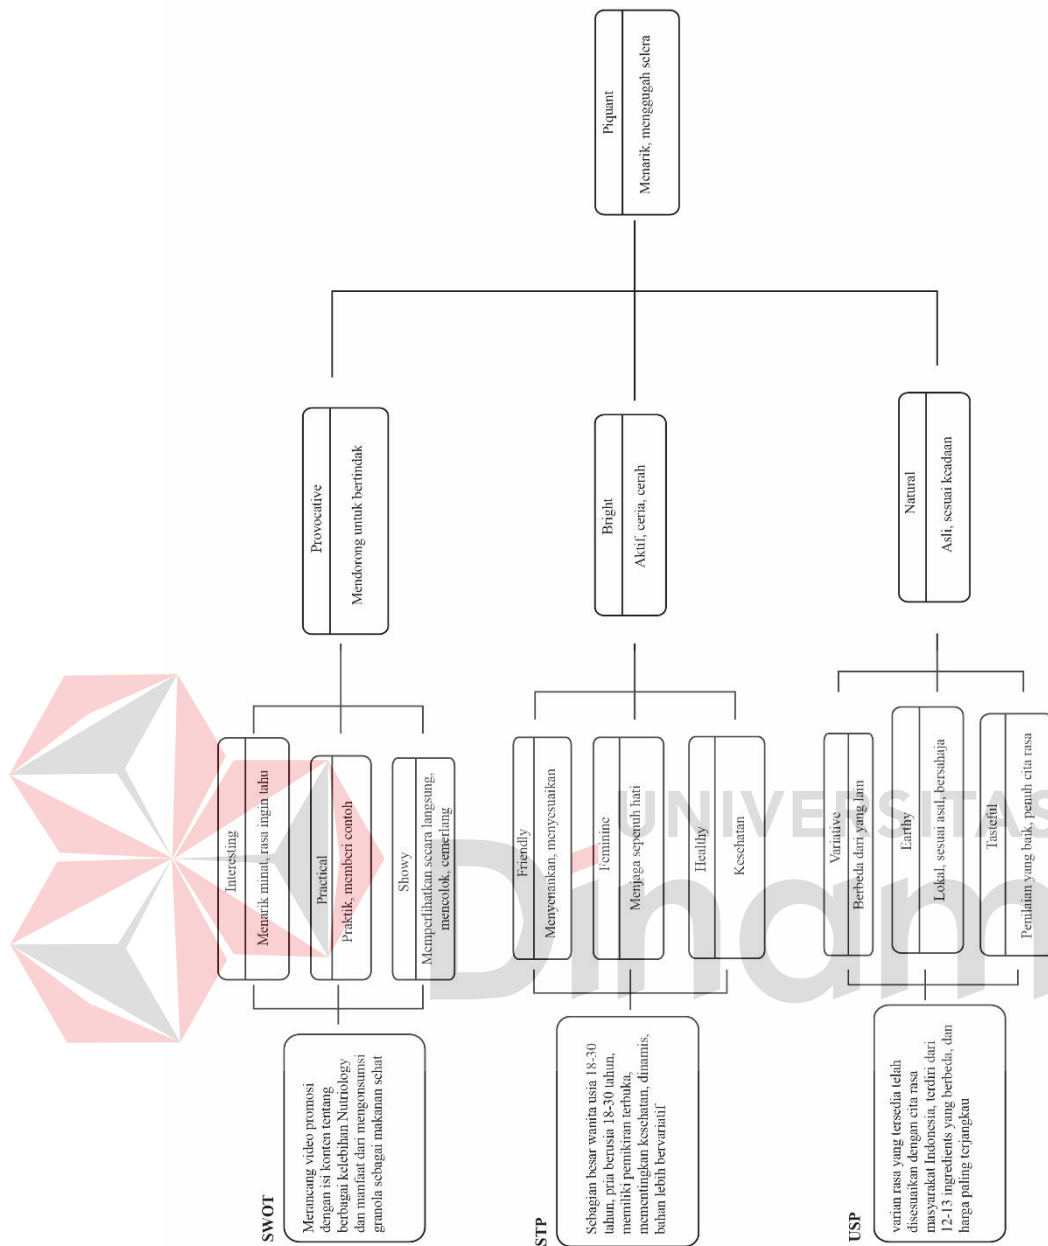 SWOT
Merancang video promosi
dengan isi konten tentang
berbagai kelebihan Nutriology
dan manfaat dari mengonsumsi
granola sebagai makanan sehat
Interesting
Menarik minat, rasa ingin tahu
Practical
Praktik, memberi contoh
Showy
Memperlihatkan secara langsung,
mencolok, cemerlang
Provocative
Mendorong untuk bertindak
STP
Sebagian besar wanita usia 18-30
tahun, pria berusia 18-30 tahun,
memiliki pemikiran terbuka,
mementingkan kesehatan, dinamis,
bahan lebih bervariatif
Friendly
Menyenankan, menyesuaikan
Feminine
Menjaga sepenuh hati
Healthy
Kesehatan
Bright
Aktif, ceria, cerah
USP
varian rasa yang tersedia telah
disesuaikan dengan cita rasa
masyarakat Indonesia, terdiri dari
12-13 ingredients yang berbeda, dan
harga paling terjangkau
Variative
Berbeda dari yang lain
Earthy
Lokal, sesuai asal, bersahaja
Tasteful
Penilaian yang baik, penuh cita rasa
Natural
Asli, sesuai keadaan
Piquant
Menarik, menggugah selera
UNIVERSITAS
Dinam